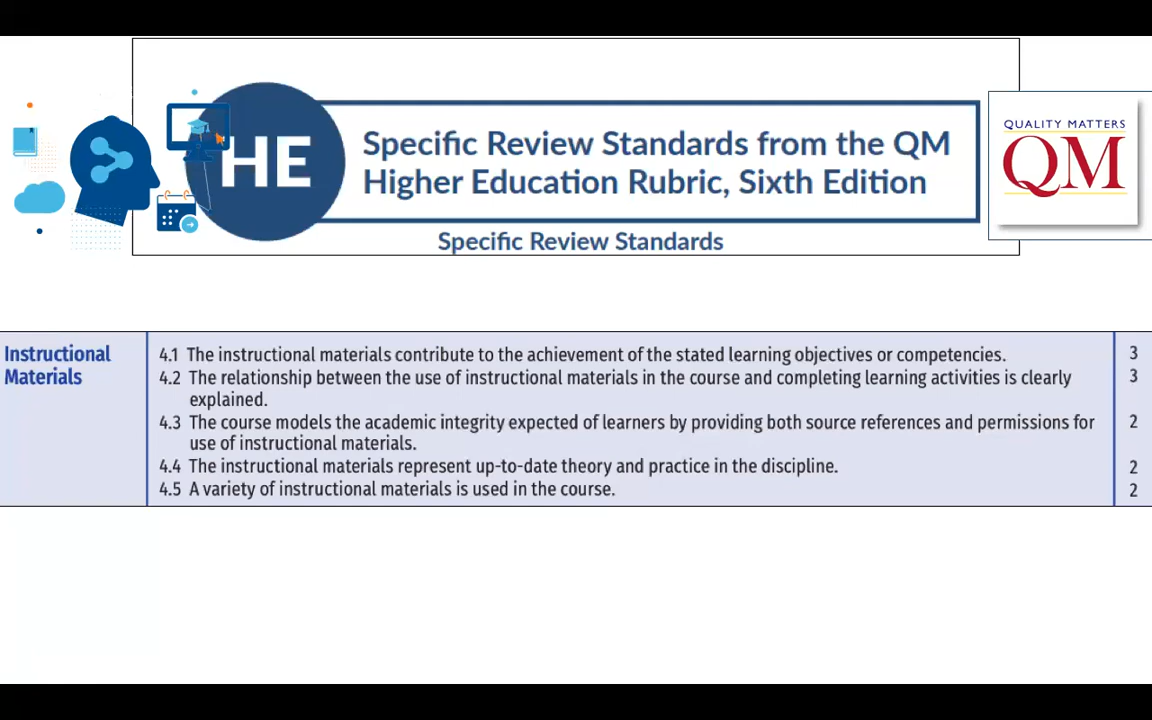 HE
Specific Review Standards from the QM
Higher Education Rubric, Sixth Edition
Specific Review Standards
QUALITY MATTERS
QM
Instructional
Materials
4.1 The instructional materials contribute to the achievement of the stated learning objectives or competencies. 3
4.2 The relationship between the use of instructional materials in the course and completing learning activities is clearly 3
explained.
4.3 The course models the academic integrity expected of learners by providing both source references and permissions for 2
use of instructional materials.
4.4 The instructional materials represent up-to-date theory and practice in the discipline. 2
4.5 A variety of instructional materials is used in the course. 2